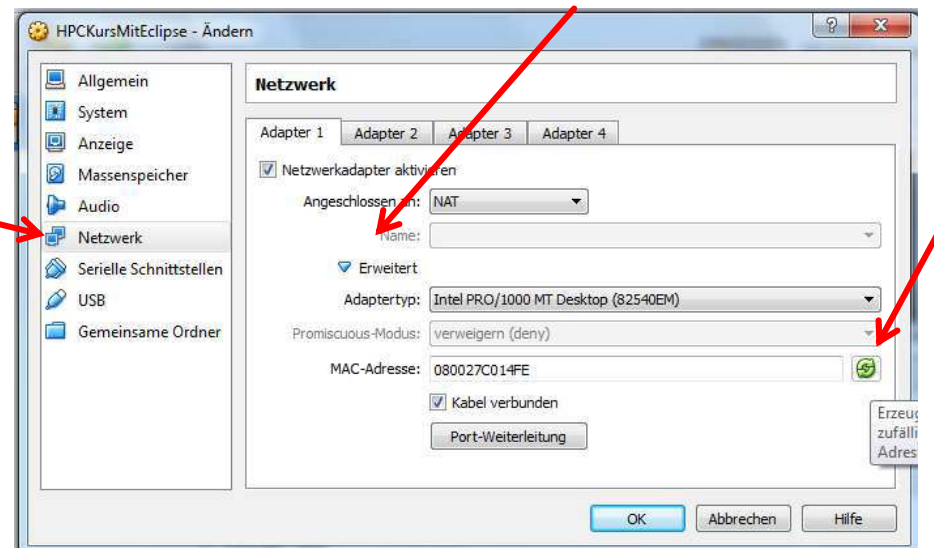 HPCKursMitEclipse - Ändern
Allgemein
System
Anzeige
Massenspeicher
Audio
Netzwerk
Serielle Schnittstellen
USB
Gemeinsame Ordner
Netzwerk
Adapter 1 Adapter 2 Adapter 3 Adapter 4
Netzwerkadapter aktivieren
Angeschlossen an: NAT
Name:
Erweitert
Adaptertyp: Intel PRO/1000 MT Desktop (82540EM)
Promiscuous-Modus: verweigern (deny)
MAC-Adresse: 080027C014FE
Kabel verbunden
Port-Weiterleitung
Erzeug
zufälli
Adres
OK Abbrechen Hilfe